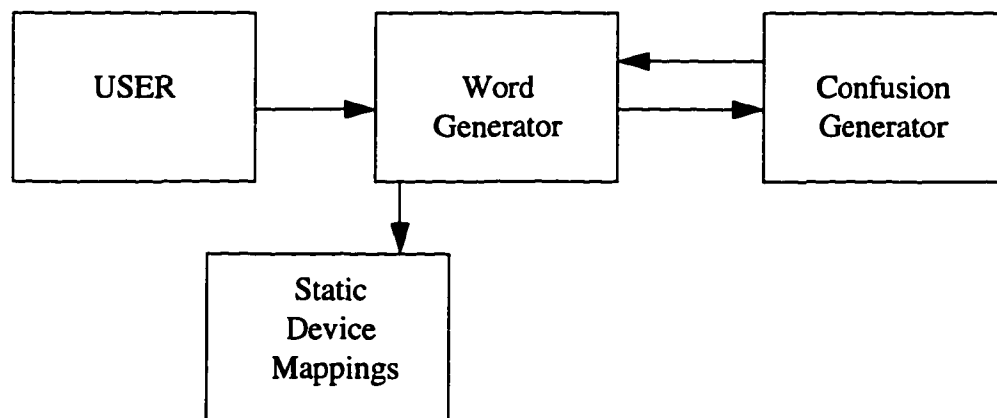 USER
Word
Generator
Confusion
Generator
Static
Device
Mappings